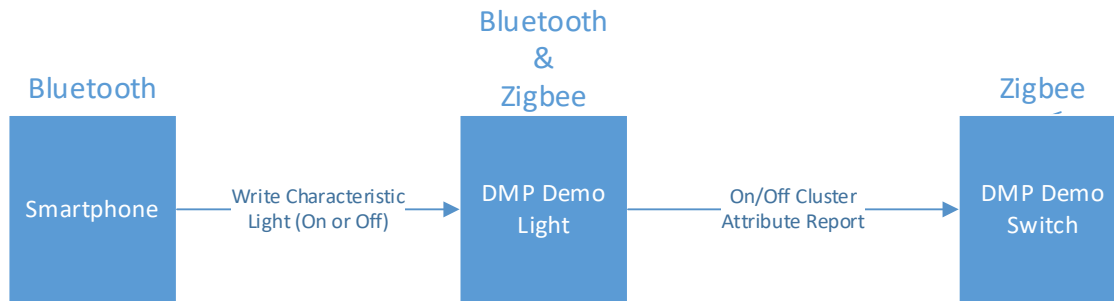 Bluetooth
Smartphone
Write Characteristic
Light (On or Off)
Bluetooth
&
Zigbee
DMP Demo
Light
On/Off Cluster
Attribute Report
Zigbee
DMP Demo
Switch